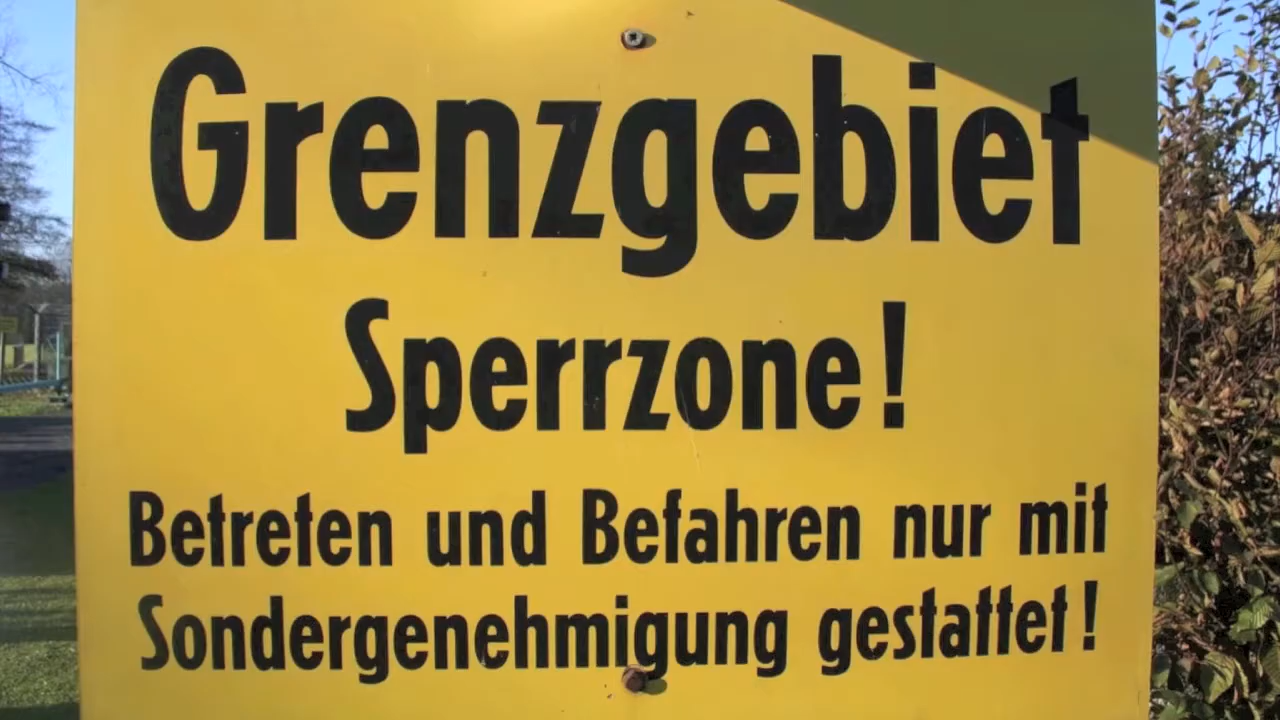 Grenzgebiet
Sperrzone!
Betreten und Befahren nur mit
Sondergenehmigung gestattet!